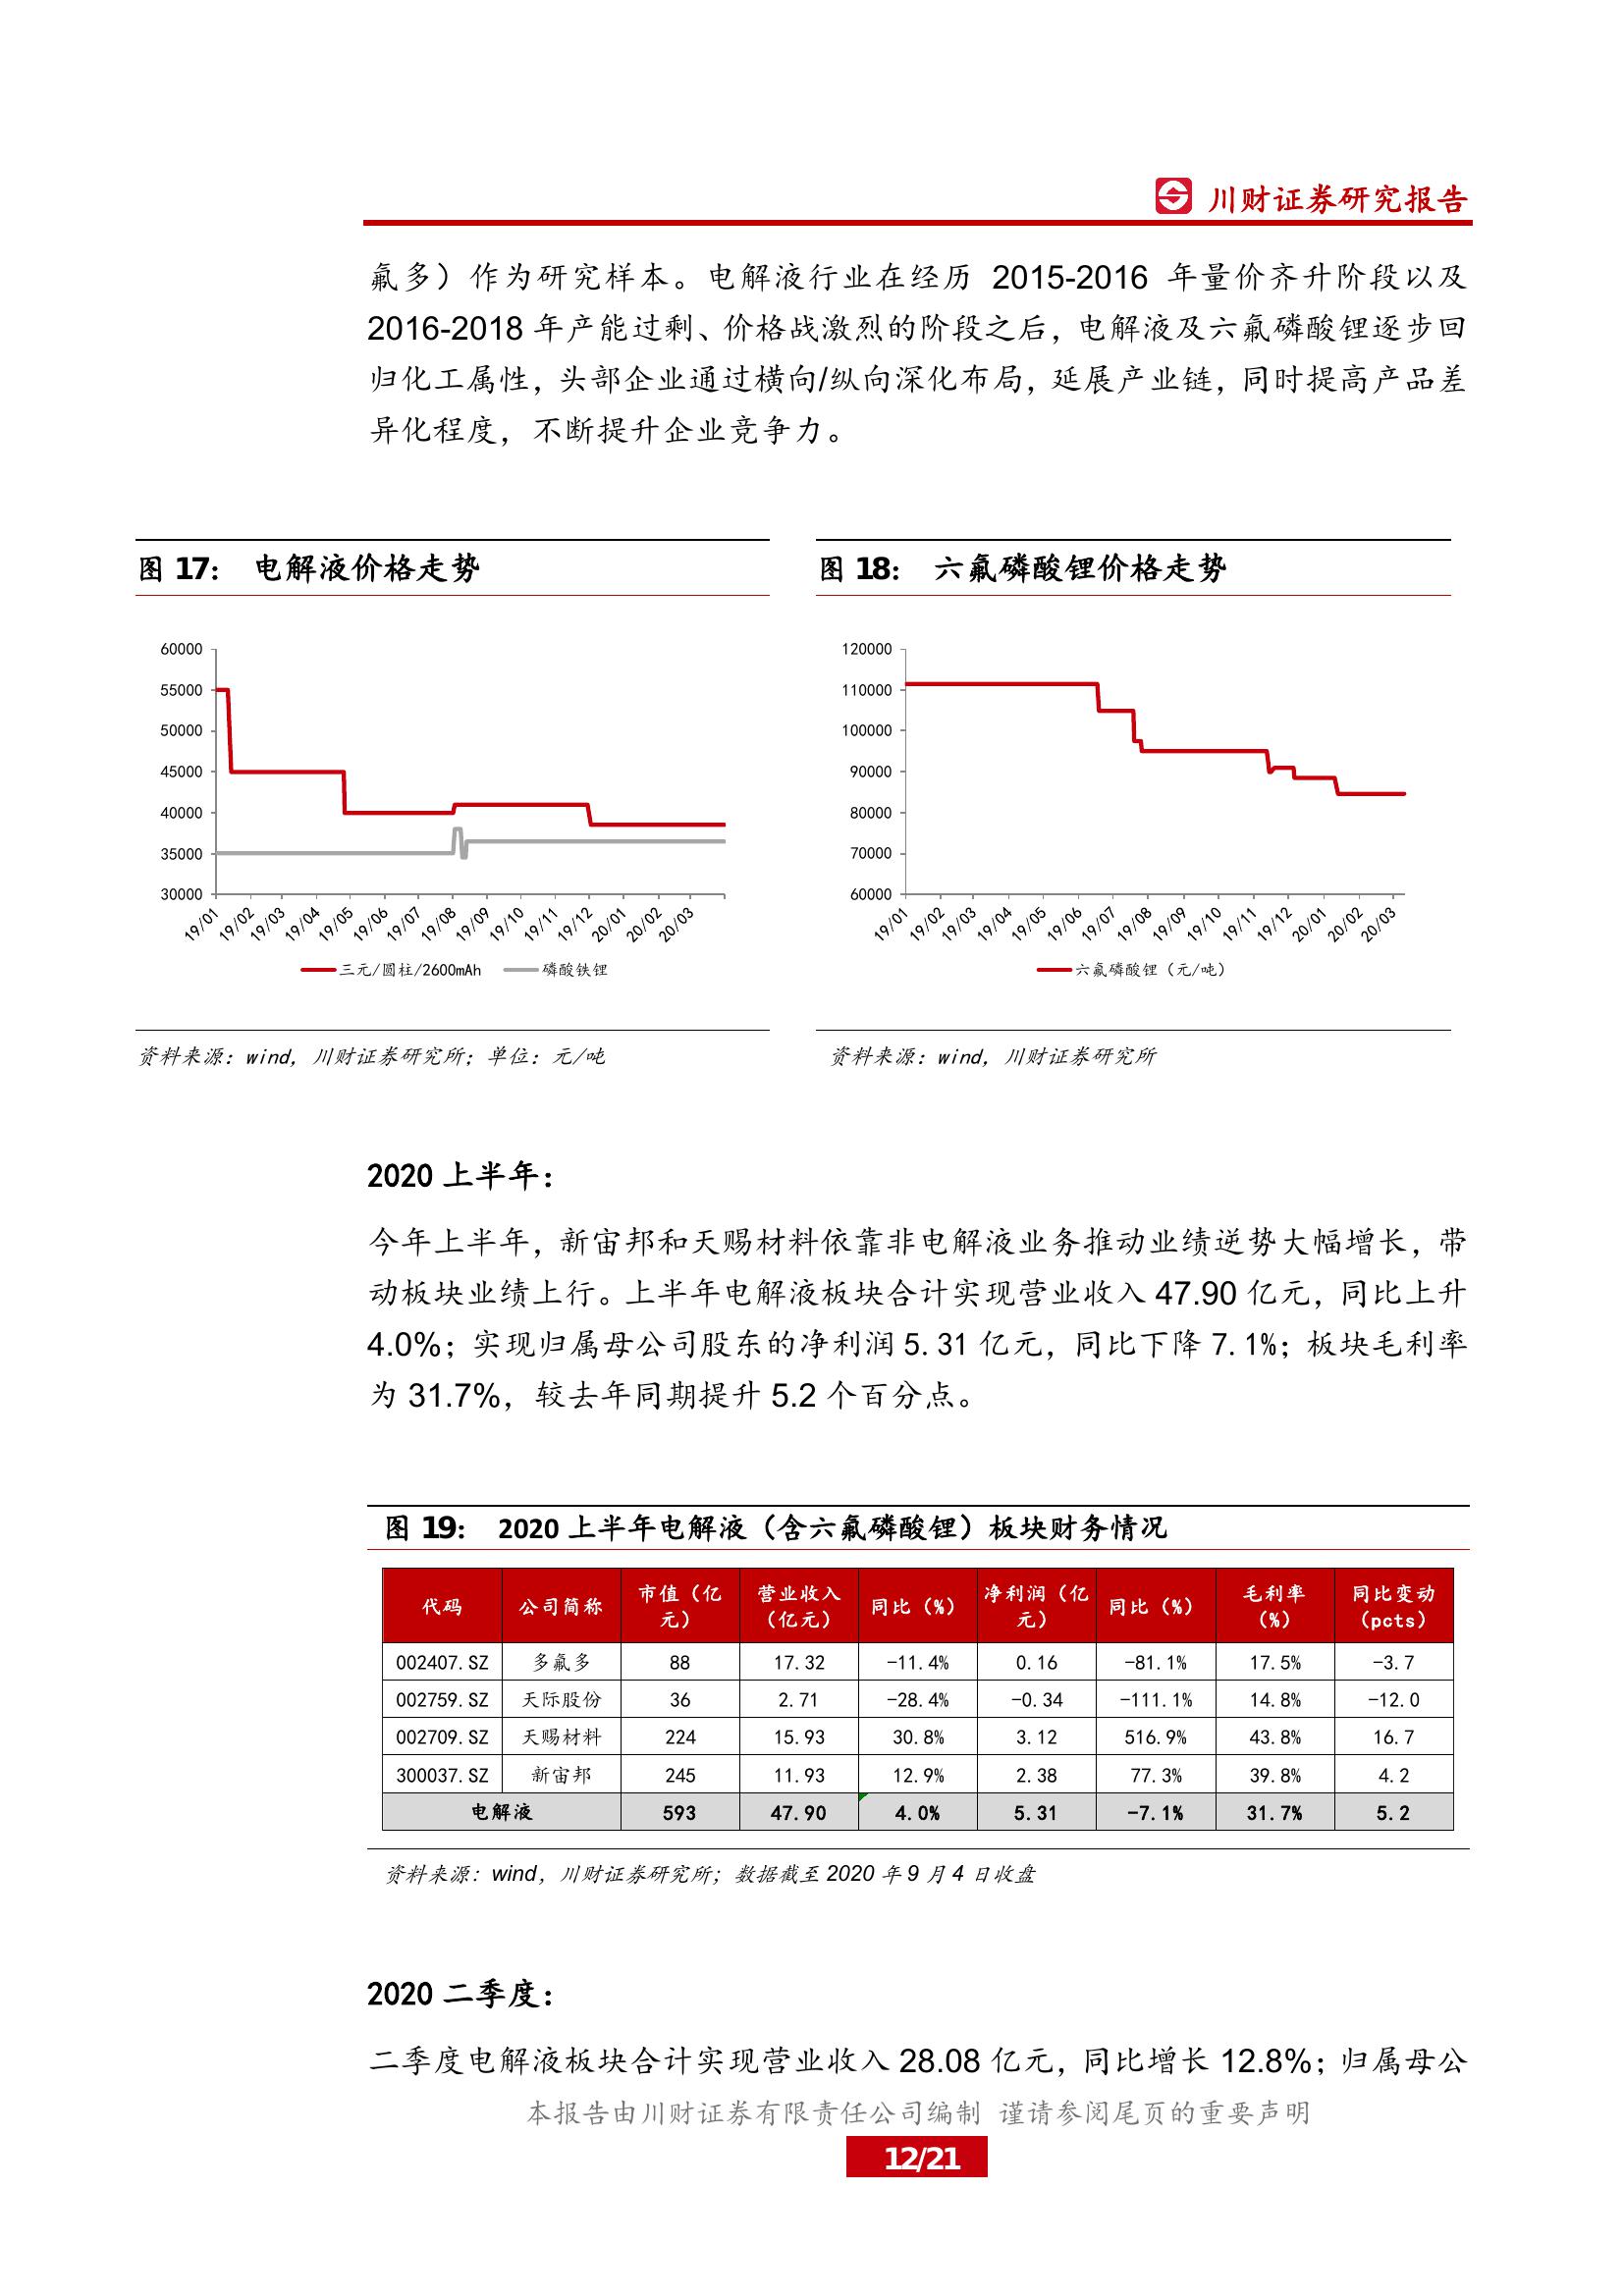 川财证券研究报告
氟多）作为研究样本。电解液行业在经历 2015-2016 年量价齐升阶段以及
2016-2018 年产能过剩、价格战激烈的阶段之后，电解液及六氟磷酸锂逐步回
归化工属性，头部企业通过横向/纵向深化布局，延展产业链，同时提高产品差
异化程度，不断提升企业竞争力。
图 17： 电解液价格走势
60000
55000
50000
45000
40000
35000
30000
19/01 19/02 19/03 19/04 19/05 19/06 19/07 19/08 19/09 19/10 19/11 19/12 20/01 20/02 20/03
三元/圆柱/2600mAh 磷酸铁锂
资料来源：wind，川财证券研究所；单位：元/吨
图 18： 六氟磷酸锂价格走势
120000
110000
100000
90000
80000
70000
60000
19/01 19/02 19/03 19/04 19/05 19/06 19/07 19/08 19/09 19/10 19/11 19/12 20/01 20/02 20/03
六氟磷酸锂（元/吨）
资料来源：wind，川财证券研究所
2020 上半年：
今年上半年，新宙邦和天赐材料依靠非电解液业务推动业绩逆势大幅增长，带
动板块业绩上行。上半年电解液板块合计实现营业收入 47.90 亿元，同比上升
4.0%；实现归属母公司股东的净利润 5.31 亿元，同比下降 7.1%；板块毛利率
为 31.7%，较去年同期提升 5.2 个百分点。
图 19： 2020 上半年电解液（含六氟磷酸锂）板块财务情况
代码 公司简称 市值（亿元） 营业收入（亿元） 同比（%） 净利润（亿元） 同比（%） 毛利率（%） 同比变动（pcts）
002407.SZ 多氟多 88 17.32 -11.4% 0.16 -81.1% 17.5% -3.7
002759.SZ 天际股份 36 2.71 -28.4% -0.34 -111.1% 14.8% -12.0
002709.SZ 天赐材料 224 15.93 30.8% 3.12 516.9% 43.8% 16.7
300037.SZ 新宙邦 245 11.93 12.9% 2.38 77.3% 39.8% 4.2
电解液 593 47.90 4.0% 5.31 -7.1% 31.7% 5.2
资料来源：wind，川财证券研究所；数据截至 2020 年 9 月 4 日收盘
2020 二季度：
二季度电解液板块合计实现营业收入 28.08 亿元，同比增长 12.8%；归属母公
本报告由川财证券有限责任公司编制 谨请参阅尾页的重要声明
12/21